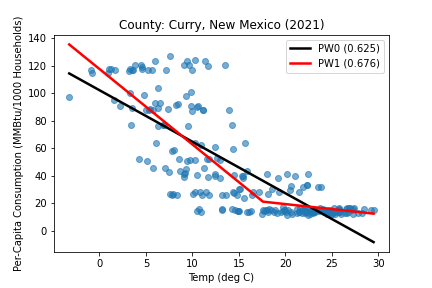 County: Curry, New Mexico (2021)
PW0 (0.625)
PW1 (0.676)
Per-Capita Consumption (MMBtu/1000 Households)
140
120
100
80
60
40
20
0
0 5 10 15 20 25 30
Temp (deg C)